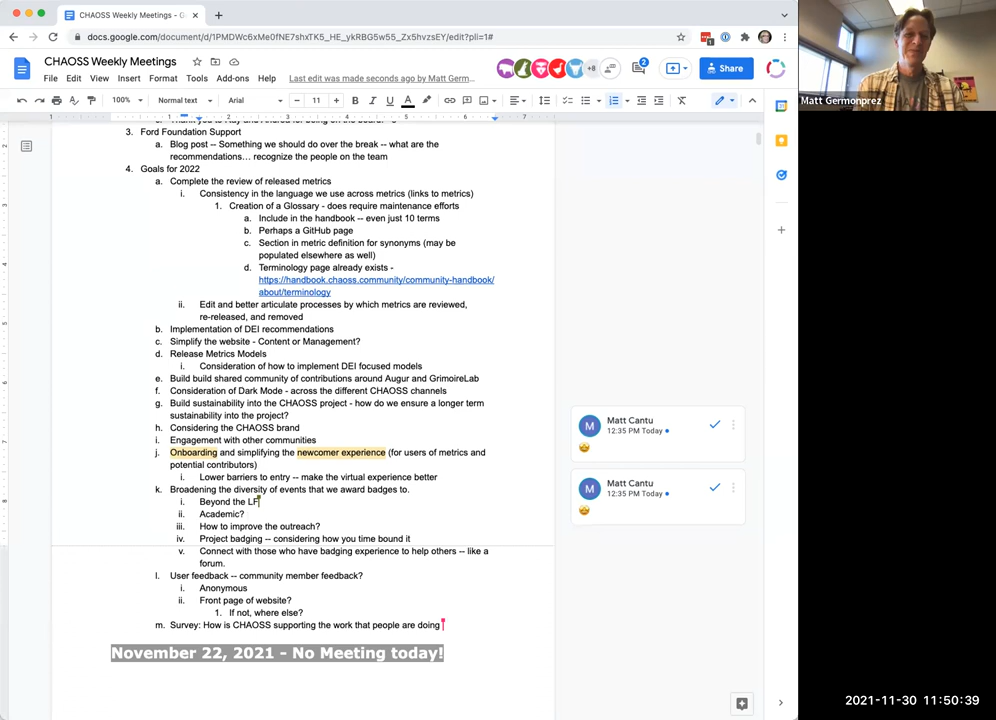 CHAOSS Weekly Meetings - G
docs.google.com/document/d/1PMDWc6xMe0fNE7shxTK5_HE_ykRBG5w55_Zx5hvzsEY/edit?pli=1#
CHAOSS Weekly Meetings
File Edit View Insert Format Tools Add-ons Help Last edit was made seconds ago by Matt Germ...
+8
2
Share
Matt Germonprez
100% Normal text Arial 11
1 1 2 3 4 5 6 7
3. Ford Foundation Support
a. Blog post -- Something we should do over the break -- what are the
recommendations… recognize the people on the team
4. Goals for 2022
a. Complete the review of released metrics
i. Consistency in the language we use across metrics (links to metrics)
1. Creation of a Glossary - does require maintenance efforts
a. Include in the handbook -- even just 10 terms
b. Perhaps a GitHub page
c. Section in metric definition for synonyms (may be
populated elsewhere as well)
d. Terminology page already exists -
https://handbook.chaoss.community/community-handbook/
about/terminology
ii. Edit and better articulate processes by which metrics are reviewed,
re-released, and removed
b. Implementation of DEI recommendations
c. Simplify the website - Content or Management?
d. Release Metrics Models
i. Consideration of how to implement DEI focused models
e. Build build shared community of contributions around Augur and GrimoireLab
f. Consideration of Dark Mode - across the different CHAOSS channels
g. Build sustainability into the CHAOSS project - how do we ensure a longer term
sustainability into the project?
h. Considering the CHAOSS brand
i. Engagement with other communities
j. Onboarding and simplifying the newcomer experience (for users of metrics and
potential contributors)
i. Lower barriers to entry -- make the virtual experience better
k. Broadening the diversity of events that we award badges to.
i. Beyond the LF
ii. Academic?
iii. How to improve the outreach?
iv. Project badging -- considering how you time bound it
v. Connect with those who have badging experience to help others -- like a
forum.
l. User feedback -- community member feedback?
i. Anonymous
ii. Front page of website?
1. If not, where else?
m. Survey: How is CHAOSS supporting the work that people are doing
November 22, 2021 - No Meeting today!
M
Matt Cantu
12:35 PM Today
M
Matt Cantu
12:35 PM Today
2021-11-30 11:50:39